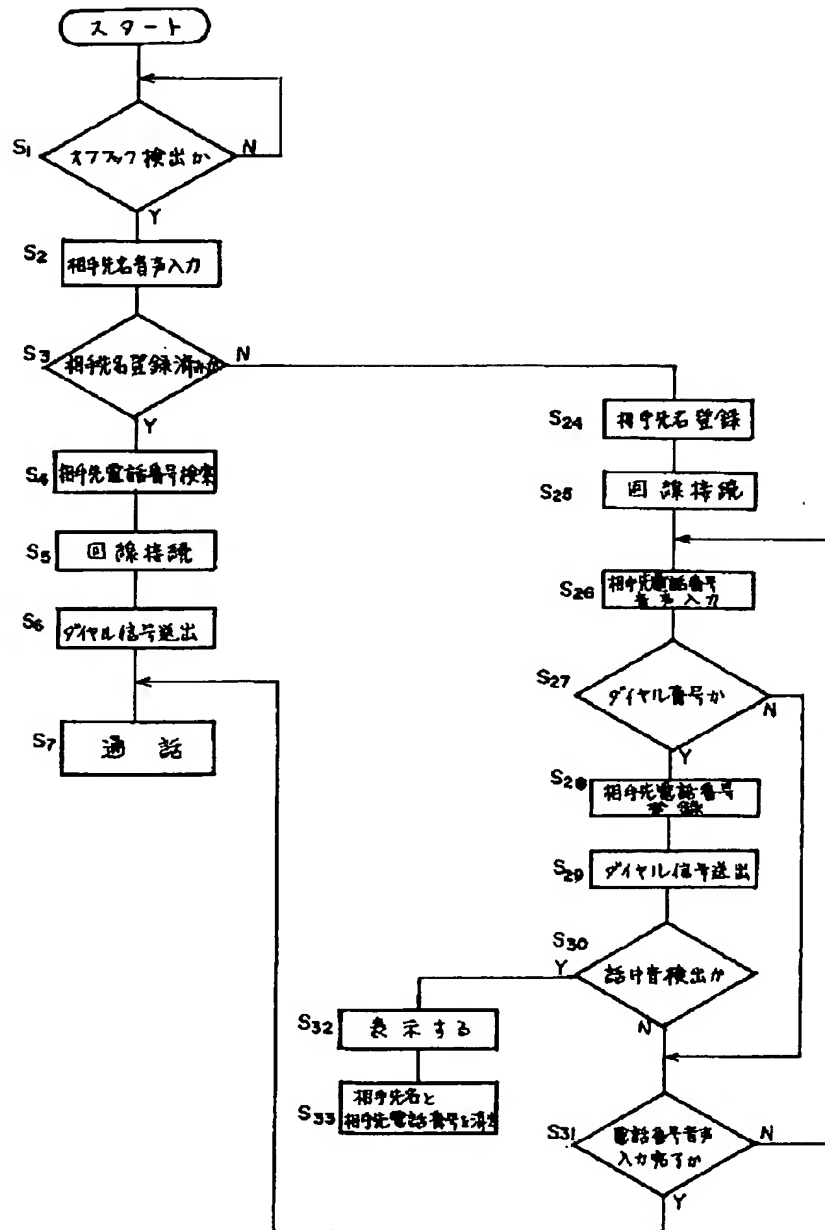 スタート
S1
オフフック検出か
N
Y
S2
相手先名音声入力
S3
相手先名登録済みか
N
Y
S4
相手先電話番号検索
S5
回線接続
S6
ダイヤル信号送出
S7
通話
S24
相手先名登録
S25
回線接続
S26
相手先電話番号
音声入力
S27
ダイヤル番号か
N
Y
S28
相手先電話番号
登録
S29
ダイヤル信号送出
S30
話中音検出か
Y
N
S32
表示する
S33
相手先名と
相手先電話番号を消去
S31
電話番号音声
入力完了か
N
Y